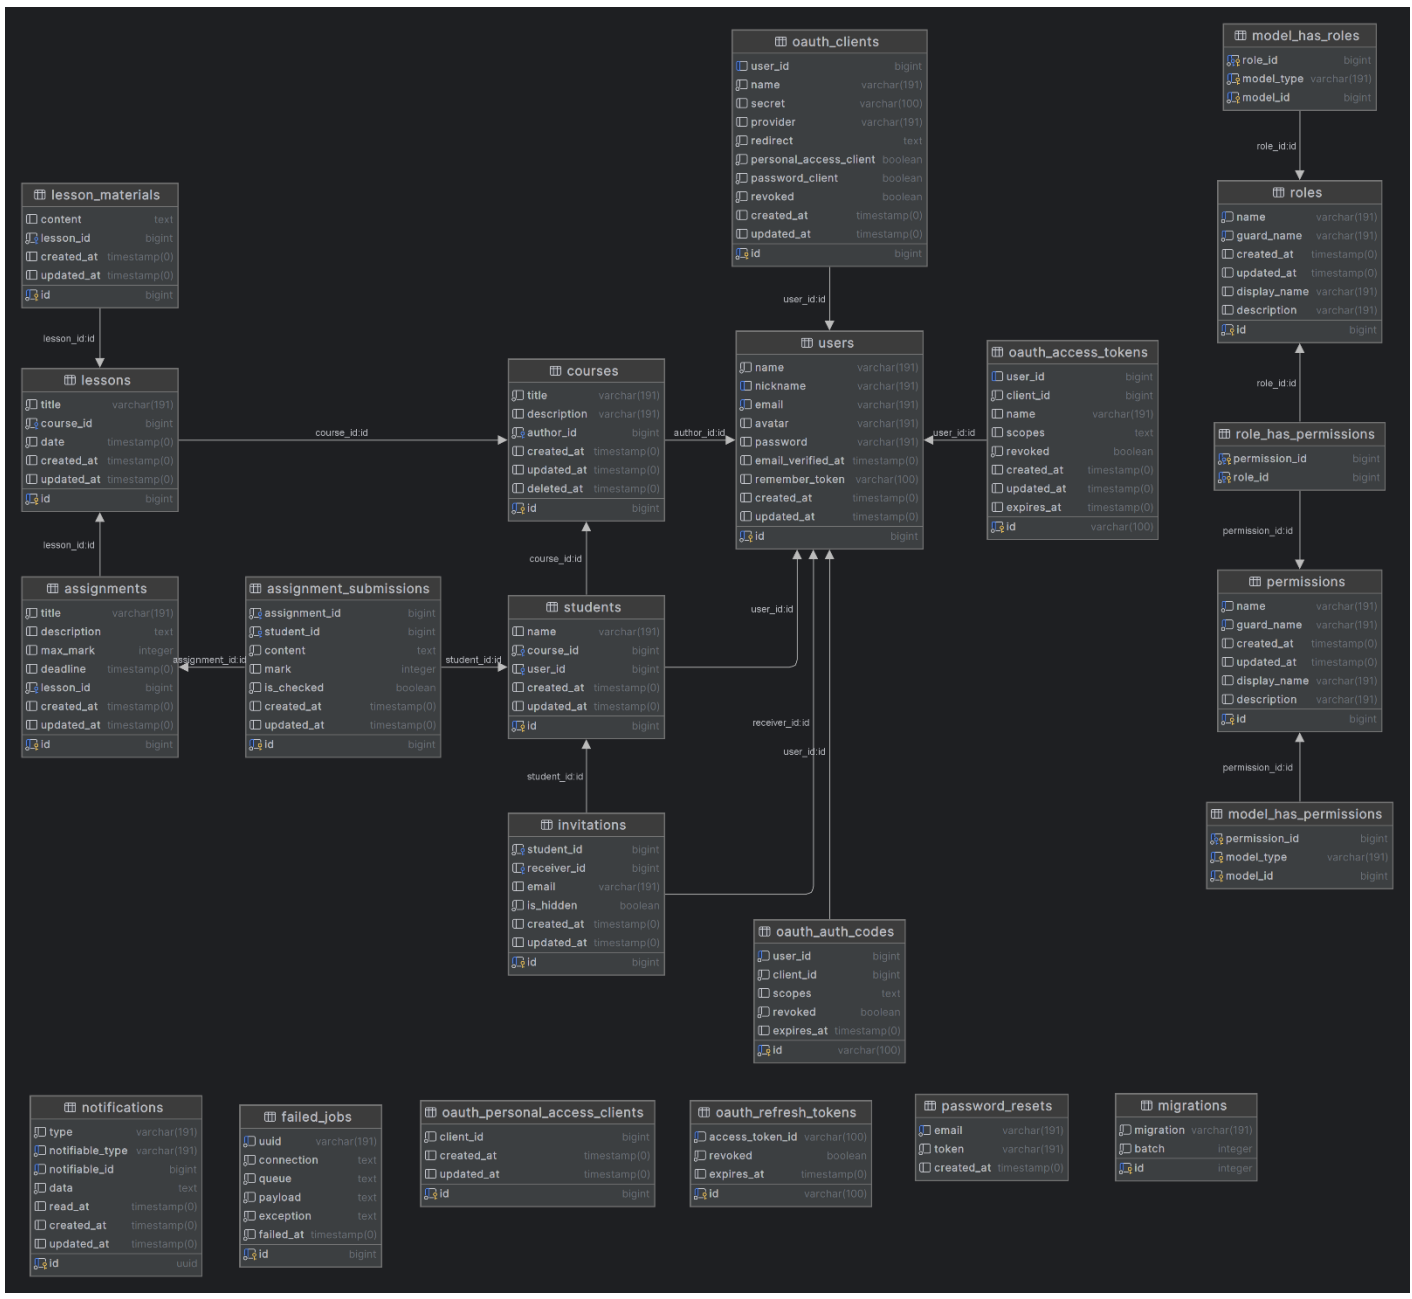 oauth_clients
user_id bigint
name varchar(191)
secret varchar(100)
provider varchar(191)
redirect text
personal_access_client boolean
password_client boolean
revoked boolean
created_at timestamp(0)
updated_at timestamp(0)
id bigint
model_has_roles
role_id bigint
model_type varchar(191)
model_id bigint
role_id:id
roles
name varchar(191)
guard_name varchar(191)
created_at timestamp(0)
updated_at timestamp(0)
display_name varchar(191)
description varchar(191)
id bigint
lesson_materials
content text
lesson_id bigint
created_at timestamp(0)
updated_at timestamp(0)
id bigint
lesson_id:id
user_id:id
lessons
title varchar(191)
course_id bigint
date timestamp(0)
created_at timestamp(0)
updated_at timestamp(0)
id bigint
course_id:id
courses
title varchar(191)
description varchar(191)
author_id bigint
created_at timestamp(0)
updated_at timestamp(0)
deleted_at timestamp(0)
id bigint
author_id:id
users
name varchar(191)
nickname varchar(191)
email varchar(191)
avatar varchar(191)
password varchar(191)
email_verified_at timestamp(0)
remember_token varchar(100)
created_at timestamp(0)
updated_at timestamp(0)
id bigint
user_id:id
oauth_access_tokens
user_id bigint
client_id bigint
name varchar(191)
scopes text
revoked boolean
created_at timestamp(0)
updated_at timestamp(0)
expires_at timestamp(0)
id varchar(100)
role_id:id
role_has_permissions
permission_id bigint
role_id bigint
permission_id:id
lesson_id:id
course_id:id
assignments
title varchar(191)
description text
max_mark integer
deadline timestamp(0)
lesson_id bigint
created_at timestamp(0)
updated_at timestamp(0)
id bigint
assignment_id:id
assignment_submissions
assignment_id bigint
student_id bigint
content text
mark integer
is_checked boolean
created_at timestamp(0)
updated_at timestamp(0)
id bigint
student_id:id
students
name varchar(191)
course_id bigint
user_id bigint
created_at timestamp(0)
updated_at timestamp(0)
id bigint
user_id:id
permissions
name varchar(191)
guard_name varchar(191)
created_at timestamp(0)
updated_at timestamp(0)
display_name varchar(191)
description varchar(191)
id bigint
receiver_id:id
user_id:id
student_id:id
permission_id:id
invitations
student_id bigint
receiver_id bigint
email varchar(191)
is_hidden boolean
created_at timestamp(0)
updated_at timestamp(0)
id bigint
model_has_permissions
permission_id bigint
model_type varchar(191)
model_id bigint
oauth_auth_codes
user_id bigint
client_id bigint
scopes text
revoked boolean
expires_at timestamp(0)
id varchar(100)
notifications
type varchar(191)
notifiable_type varchar(191)
notifiable_id bigint
data text
read_at timestamp(0)
created_at timestamp(0)
updated_at timestamp(0)
id uuid
failed_jobs
uuid varchar(191)
connection text
queue text
payload text
exception text
failed_at timestamp(0)
id bigint
oauth_personal_access_clients
client_id bigint
created_at timestamp(0)
updated_at timestamp(0)
id bigint
oauth_refresh_tokens
access_token_id varchar(100)
revoked boolean
expires_at timestamp(0)
id varchar(100)
password_resets
email varchar(191)
token varchar(191)
created_at timestamp(0)
migrations
migration varchar(191)
batch integer
id integer